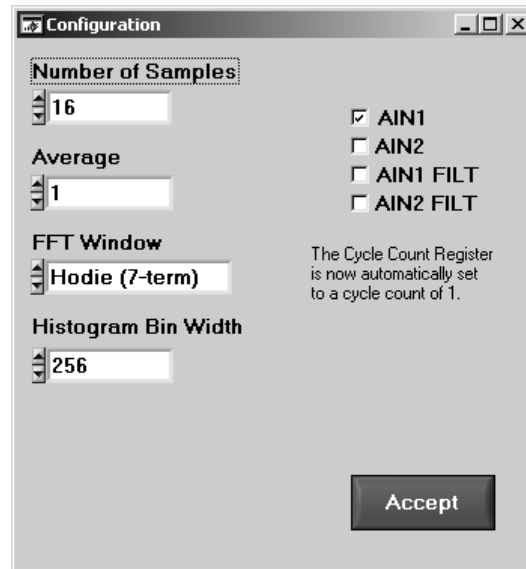 Configuration
Number of Samples
16
Average
1
FFT Window
Hodie (7-term)
Histogram Bin Width
256
AIN1
AIN2
AIN1 FILT
AIN2 FILT
The Cycle Count Register
is now automatically set
to a cycle count of 1.
Accept